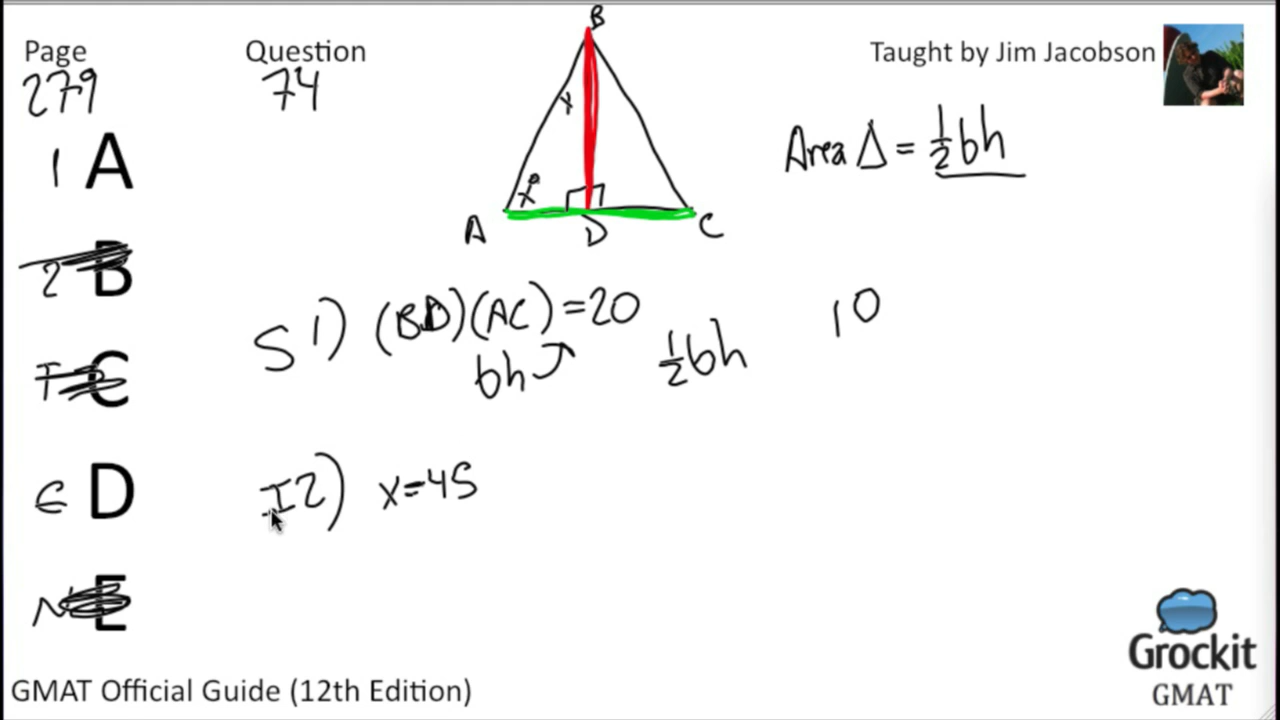 Page
279
Question
74
Taught by Jim Jacobson
B
x
x°
A
D
C
Area Δ = ½bh
1 A
2 B
T C
E D
N E
S 1) (BD)(AC)=20
bh
½bh
10
I 2) x=45
GMAT Official Guide (12th Edition)
Grockit
GMAT